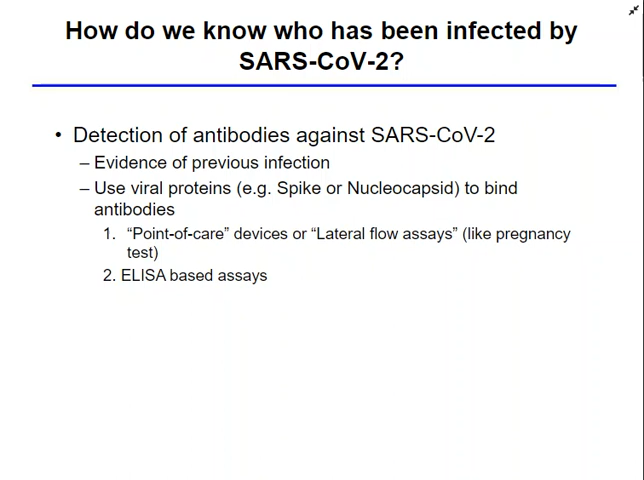 How do we know who has been infected by
SARS-CoV-2?
• Detection of antibodies against SARS-CoV-2
– Evidence of previous infection
– Use viral proteins (e.g. Spike or Nucleocapsid) to bind
antibodies
1. “Point-of-care” devices or “Lateral flow assays” (like pregnancy
test)
2. ELISA based assays